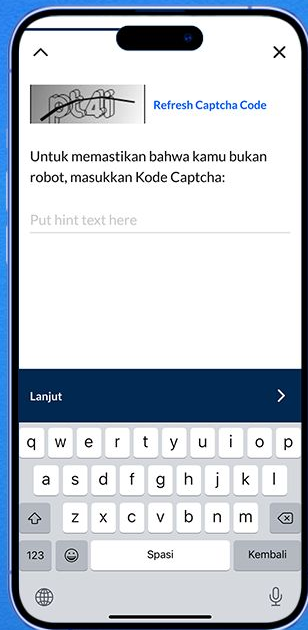 Refresh Captcha Code
Untuk memastikan bahwa kamu bukan
robot, masukkan Kode Captcha:
Put hint text here
Lanjut
q w e r t y u i o p
a s d f g h j k l
z x c v b n m
123 Spasi Kembali